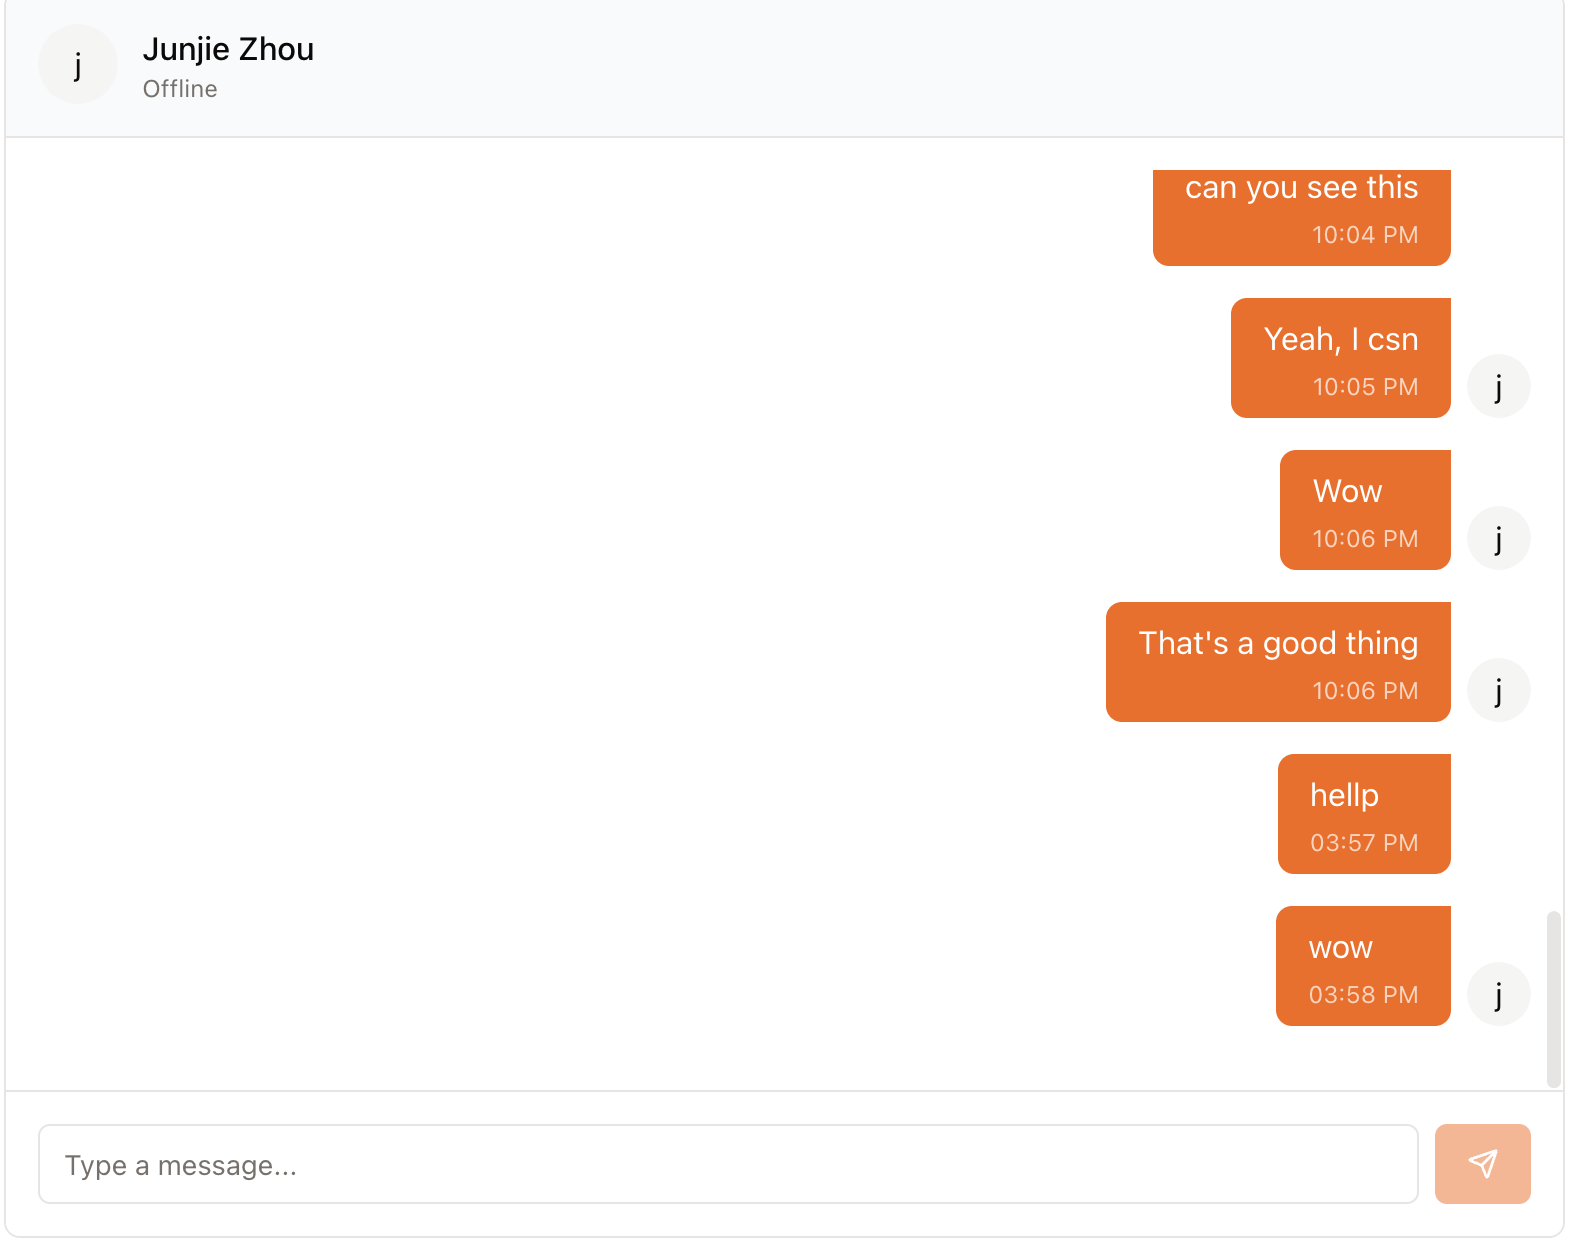 j
Junjie Zhou
Offline
can you see this
10:04 PM
Yeah, I csn
10:05 PM
j
Wow
10:06 PM
j
That's a good thing
10:06 PM
j
hellp
03:57 PM
wow
03:58 PM
j
Type a message...